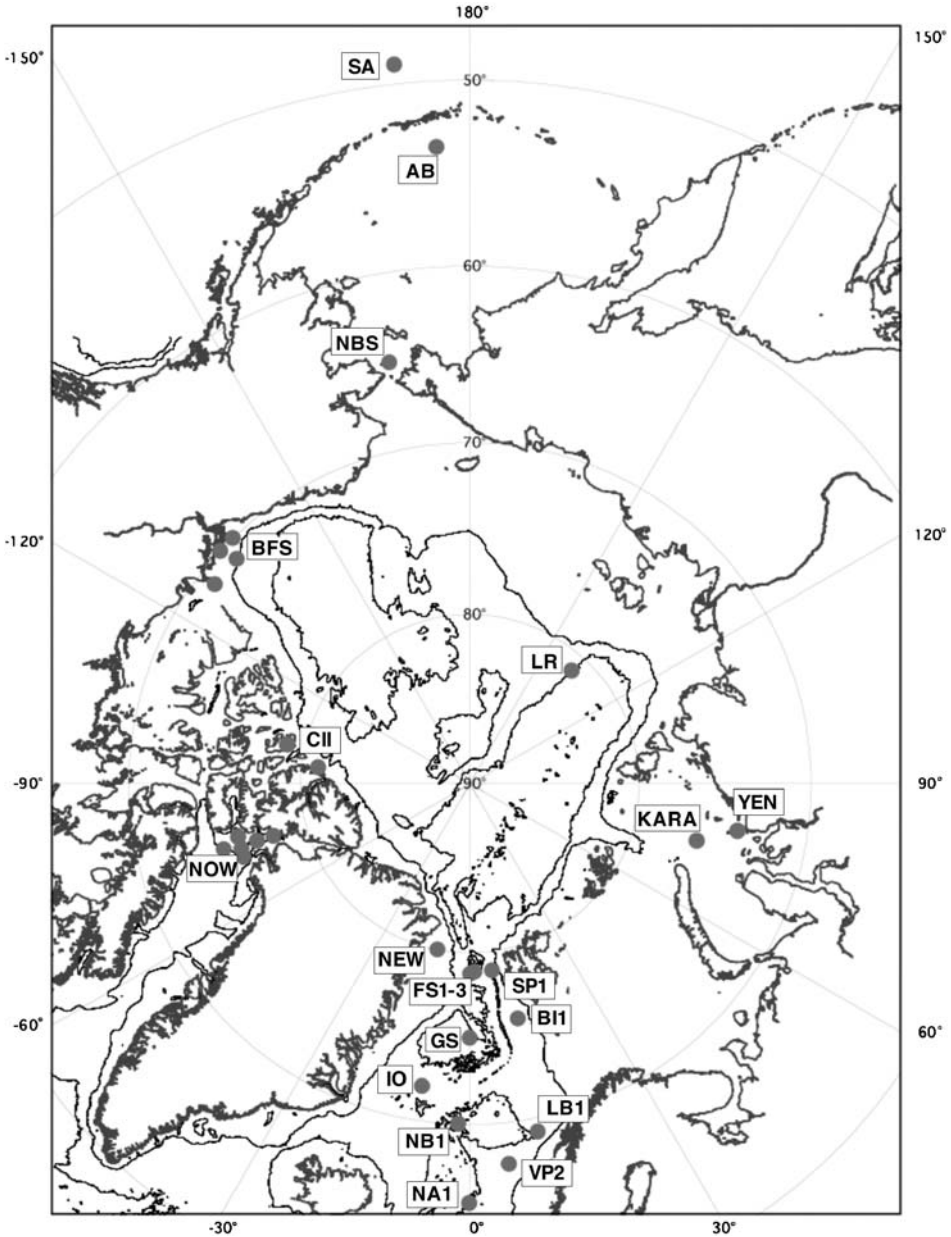 180°
-150°
150°
SA
50°
AB
60°
NBS
70°
-120°
120°
BFS
80°
LR
CII
-90°
90°
90°
YEN
KARA
NOW
NEW
SP1
FS1-3
BI1
-60°
60°
GS
IO
LB1
NB1
VP2
NA1
-30°
0°
30°